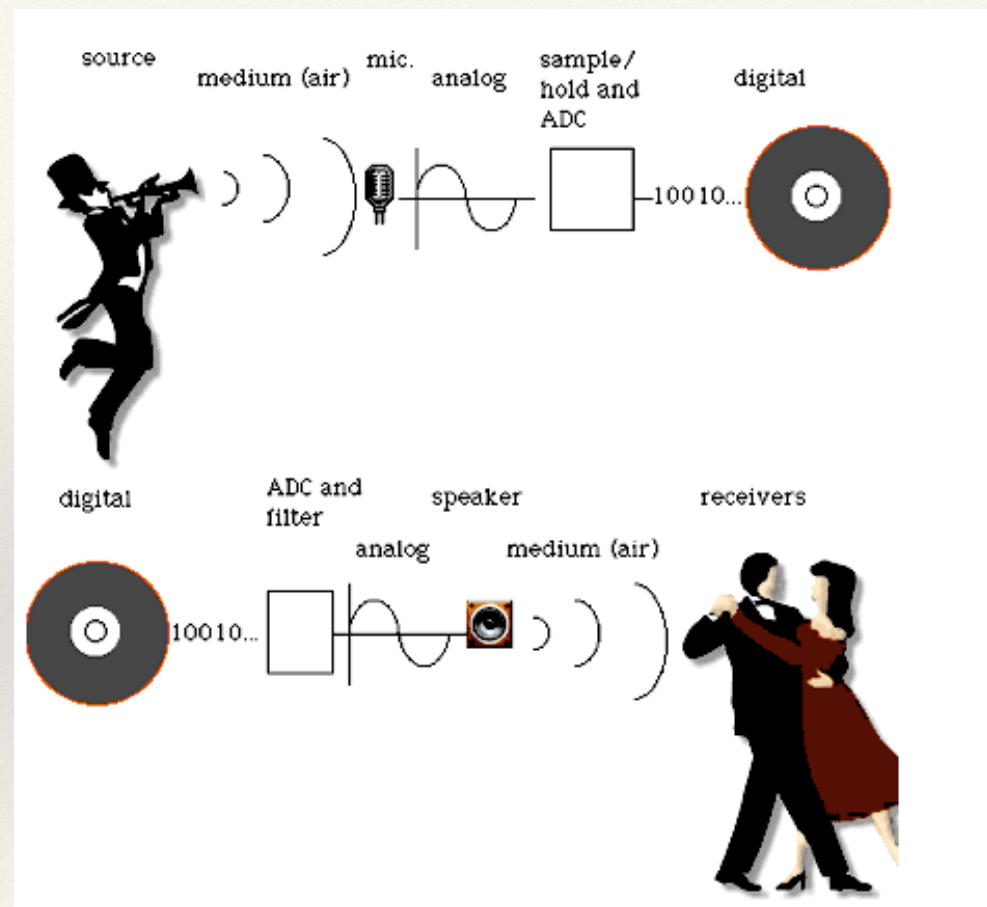 source
medium (air)
mic.
analog
sample/
hold and
ADC
digital
10010...
digital
ADC and
filter
analog
speaker
medium (air)
receivers
10010...